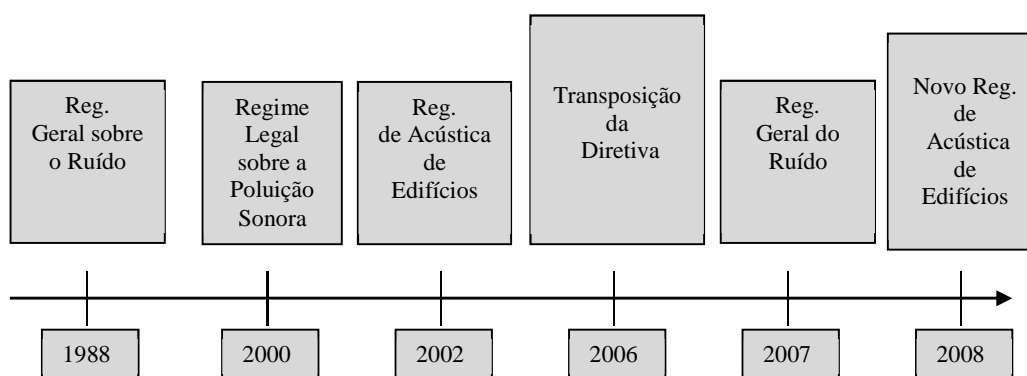 Reg.
Geral sobre
o Ruído
Regime
Legal
sobre a
Poluição
Sonora
Reg.
de Acústica
de
Edifícios
Transposição
da
Diretiva
Reg.
Geral do
Ruído
Novo Reg.
de
Acústica
de
Edifícios
1988
2000
2002
2006
2007
2008